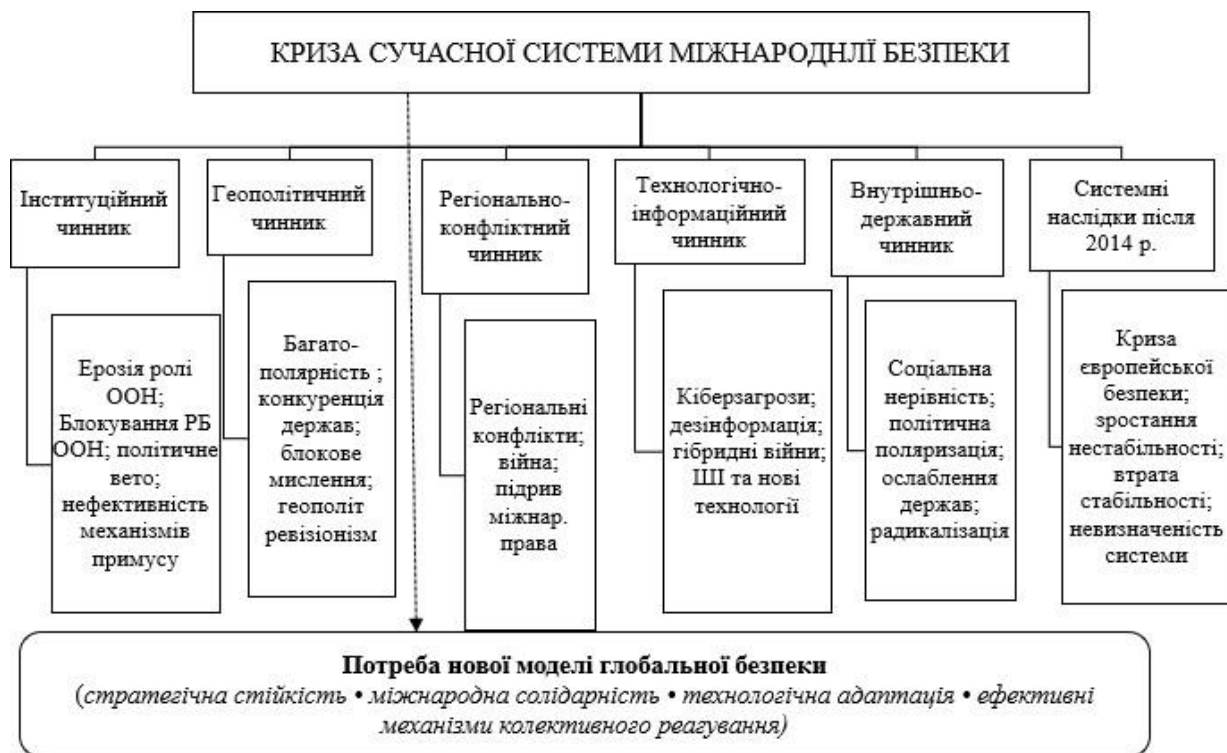 КРИЗА СУЧАСНОЇ СИСТЕМИ МІЖНАРОДНЛІ БЕЗПЕКИ
Інституційний
чинник
Геополітичний
чинник
Регіонально-
конфліктний
чинник
Технологічно-
інформаційний
чинник
Внутрішньо-
державний
чинник
Системні
наслідки після
2014 р.
Ерозія ролі
ООН;
Блокування РБ
ООН; політичне
вето;
нефективність
механізмів
примусу
Багато-
полярність ;
конкуренція
держав;
блокове
мислення;
геополіт
ревізіонізм
Регіональні
конфлікти;
війна;
підрив
міжнар.
права
Кіберзагрози;
дезінформація;
гібридні війни;
ШІ та нові
технології
Соціальна
нерівність;
політична
поляризація;
ослаблення
держав;
радикалізація
Криза
європейської
безпеки;
зростання
нестабільності;
втрата
стабільності;
невизначеність
системи
Потреба нової моделі глобальної безпеки
(стратегічна стійкість • міжнародна солідарність • технологічна адаптація • ефективні
механізми колективного реагування)